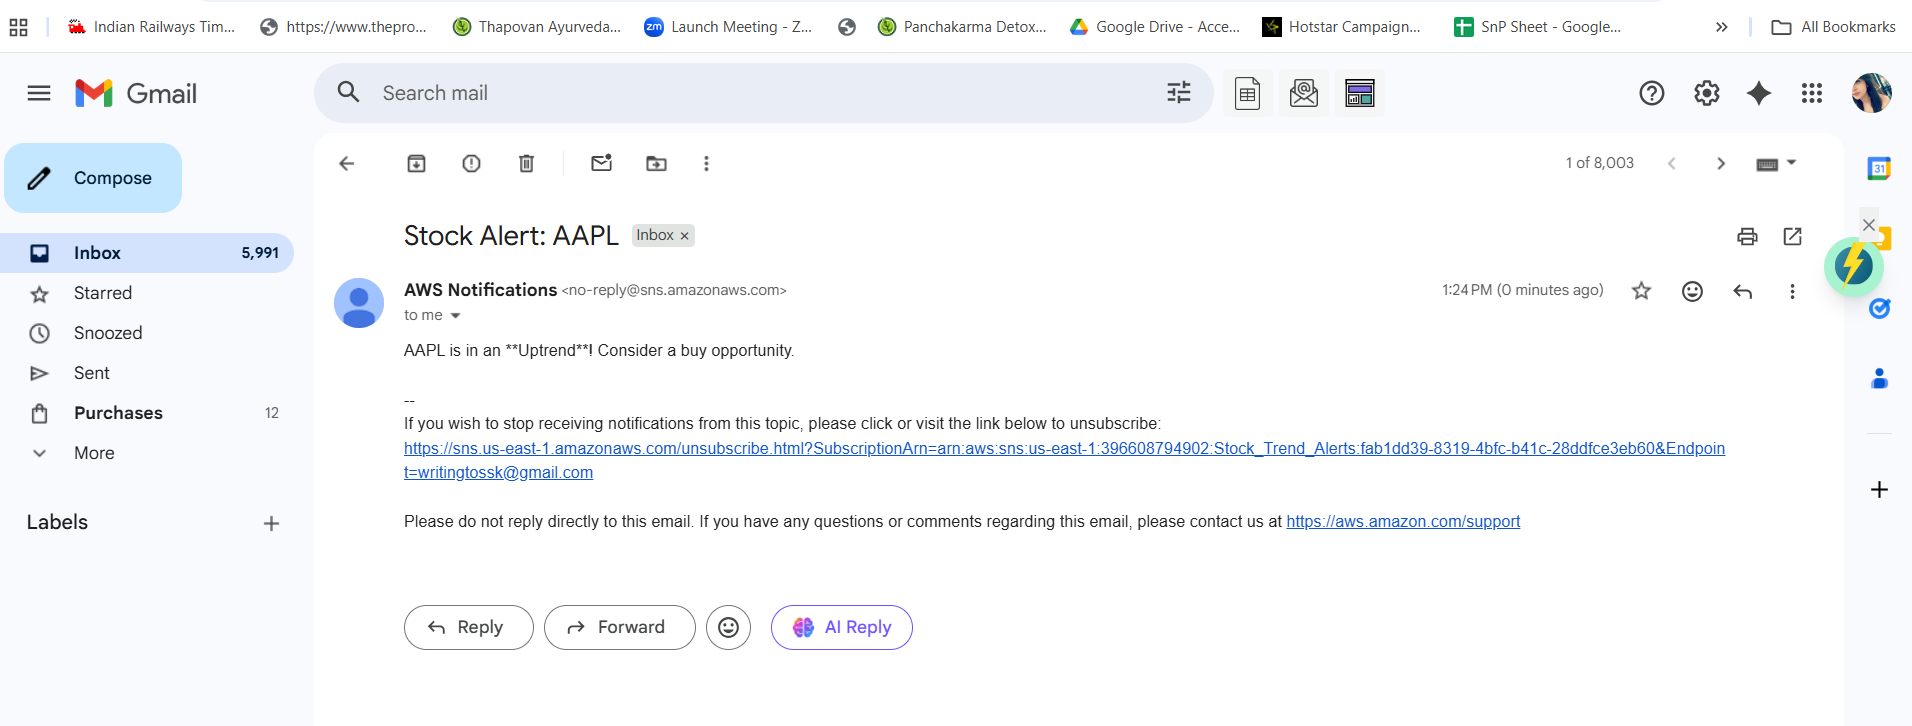 Indian Railways Tim...
https://www.thepro...
Thapovan Ayurveda...
zm
Launch Meeting - Z...
Panchakarma Detox...
Google Drive - Acce...
Hotstar Campaign...
SnP Sheet - Google...
»
All Bookmarks
Gmail
Search mail
Compose
1 of 8,003
31
Inbox 5,991
Starred
Snoozed
Sent
Purchases 12
More
Labels
Stock Alert: AAPL Inbox ×
AWS Notifications <no-reply@sns.amazonaws.com>
1:24 PM (0 minutes ago)
to me
AAPL is in an **Uptrend**! Consider a buy opportunity.
--
If you wish to stop receiving notifications from this topic, please click or visit the link below to unsubscribe:
https://sns.us-east-1.amazonaws.com/unsubscribe.html?SubscriptionArn=arn:aws:sns:us-east-1:396608794902:Stock_Trend_Alerts:fab1dd39-8319-4bfc-b41c-28ddfce3eb60&Endpoin
t=writingtossk@gmail.com
Please do not reply directly to this email. If you have any questions or comments regarding this email, please contact us at https://aws.amazon.com/support
Reply
Forward
AI Reply